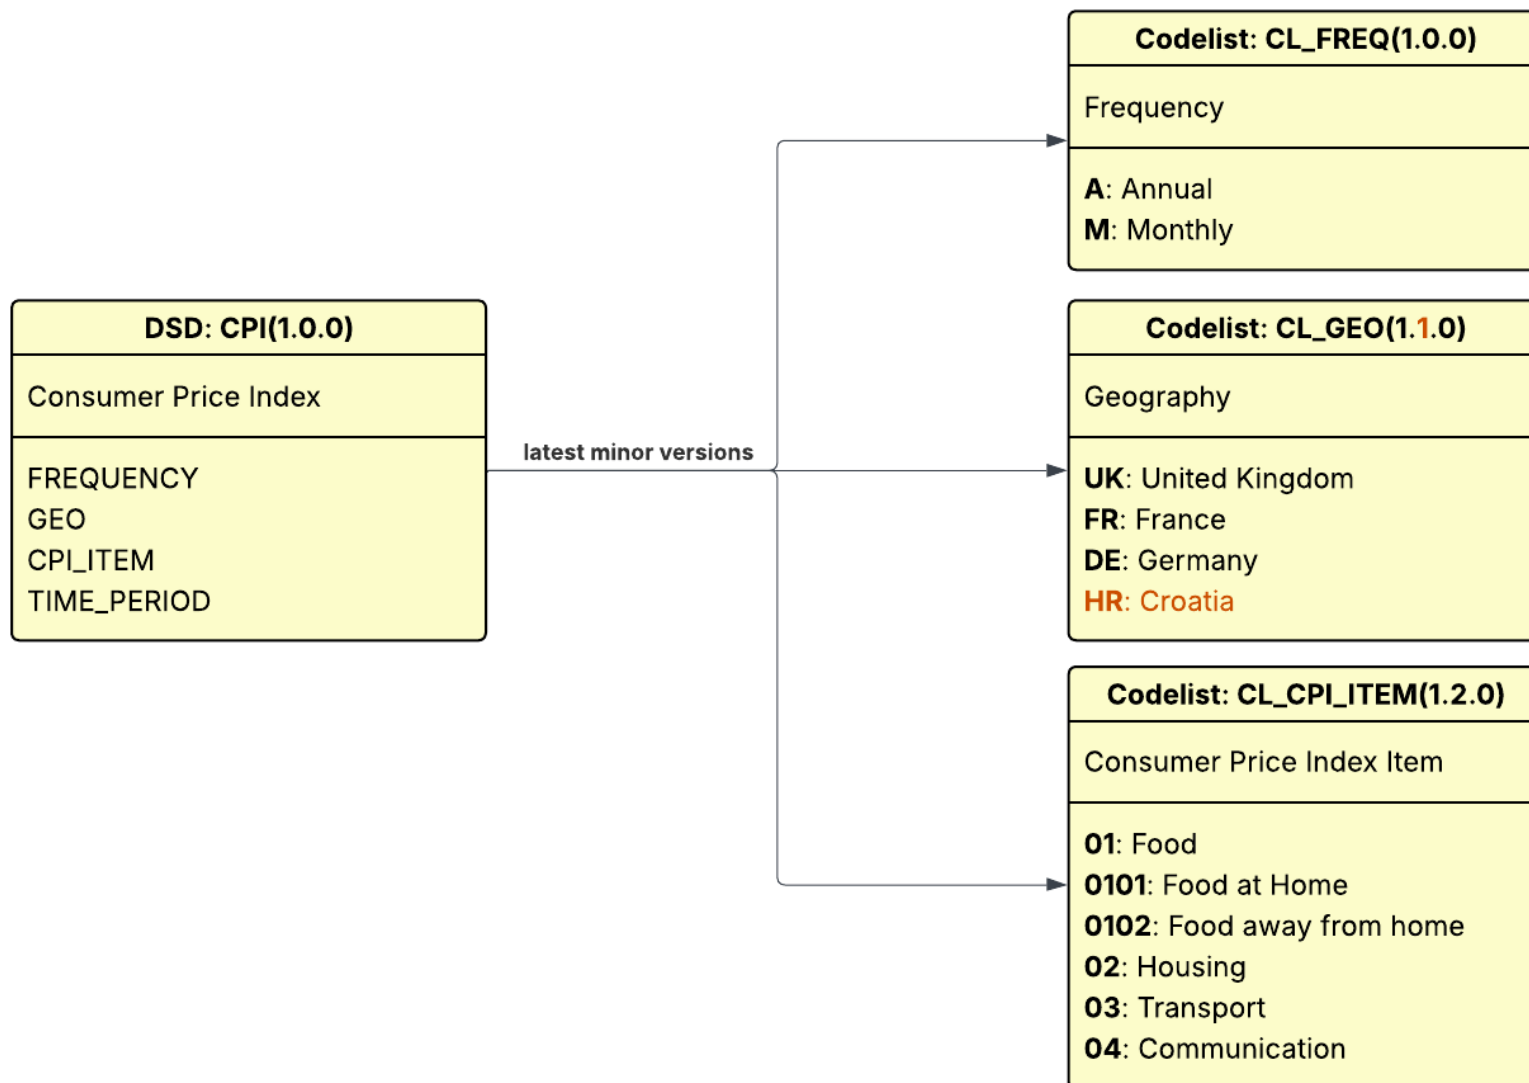 Codelist: CL_FREQ(1.0.0)
Frequency
A: Annual
M: Monthly
DSD: CPI(1.0.0)
Consumer Price Index
FREQUENCY
GEO
CPI_ITEM
TIME_PERIOD
latest minor versions
Codelist: CL_GEO(1.1.0)
Geography
UK: United Kingdom
FR: France
DE: Germany
HR: Croatia
Codelist: CL_CPI_ITEM(1.2.0)
Consumer Price Index Item
01: Food
0101: Food at Home
0102: Food away from home
02: Housing
03: Transport
04: Communication